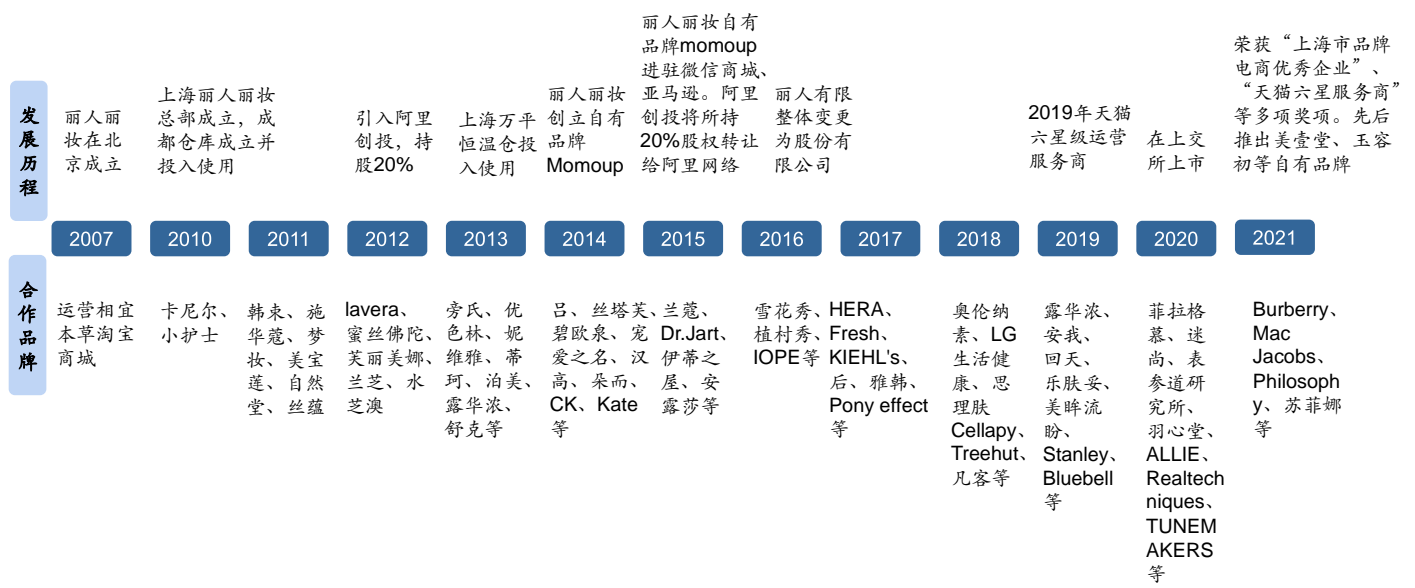 发展历程
丽人丽
妆在北
京成立
上海丽人丽妆
总部成立，成
都仓库成立并
投入使用
引入阿里
创投，持
股20%
上海万平
恒温仓投
入使用
丽人丽妆
创立自有
品牌
Momoup
丽人丽妆自有
品牌momoup
进驻微信商城、
亚马逊。阿里
创投将所持
20%股权转让
给阿里网络
丽人有限
整体变更
为股份有
限公司
2019年天猫
六星级运营
服务商
在上交
所上市
荣获“上海市品牌
电商优秀企业”、
“天猫六星服务商”
等多项奖项。先后
推出美壹堂、玉容
初等自有品牌
2007
2010
2011
2012
2013
2014
2015
2016
2017
2018
2019
2020
2021
合作品牌
运营相宜
本草淘宝
商城
卡尼尔、
小护士
韩束、施
华蔻、梦
妆、美宝
莲、自然
堂、丝蕴
lavera、
蜜丝佛陀、
芙丽美娜、
兰芝、水
芝澳
旁氏、优
色林、妮
维雅、蒂
珂、泊美、
露华浓、
舒克等
吕、丝塔芙、
碧欧泉、宠
爱之名、汉
高、朵而、
CK、Kate
等
兰蔻、
Dr.Jart、
伊蒂之
屋、安
露莎等
雪花秀、
植村秀、
IOPE等
HERA、
Fresh、
KIEHL's、
后、雅韩、
Pony effect
等
奥伦纳
素、LG
生活健
康、思
理肤
Cellapy、
Treehut、
凡客等
露华浓、
安我、
回天、
乐肤妥、
美眸流
盼、
Stanley、
Bluebell
等
菲拉格
慕、迷
尚、表
参道研
究所、
羽心堂、
ALLIE、
Realtech
niques、
TUNEM
AKERS
等
Burberry、
Mac
Jacobs、
Philosoph
y、苏菲娜
等